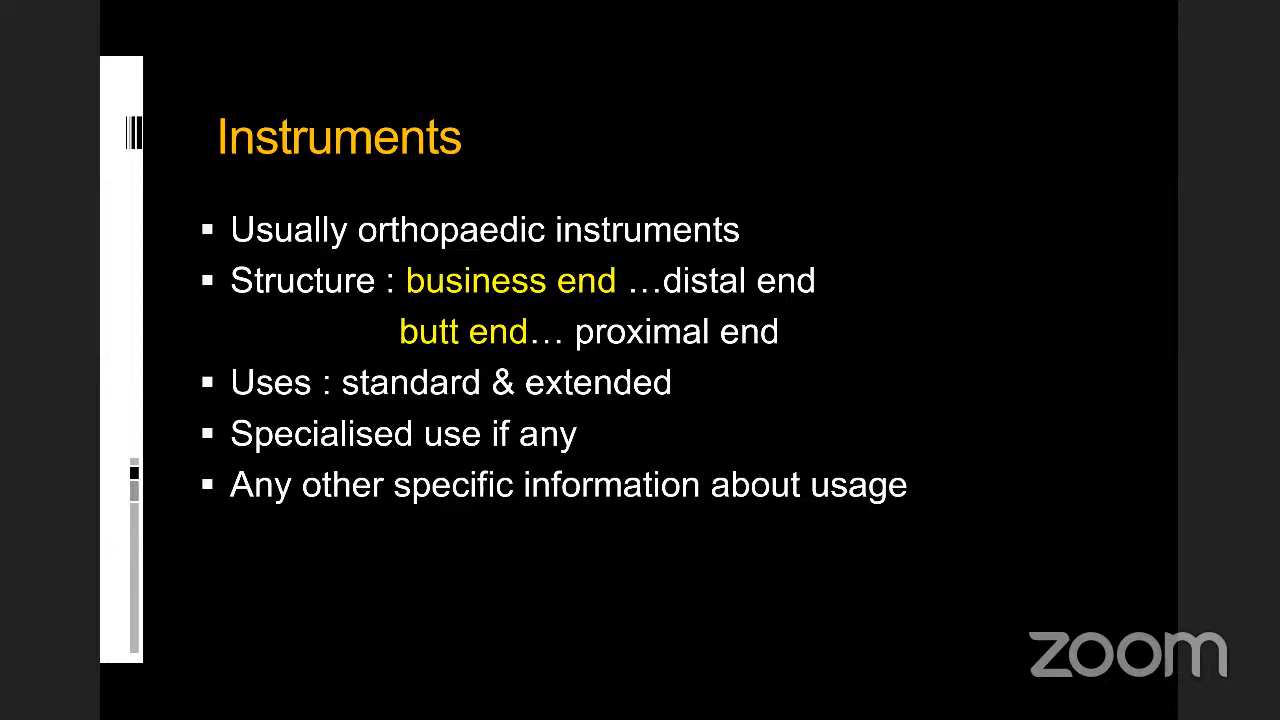 Instruments
▪ Usually orthopaedic instruments
▪ Structure : business end …distal end
butt end… proximal end
▪ Uses : standard & extended
▪ Specialised use if any
▪ Any other specific information about usage
zoom